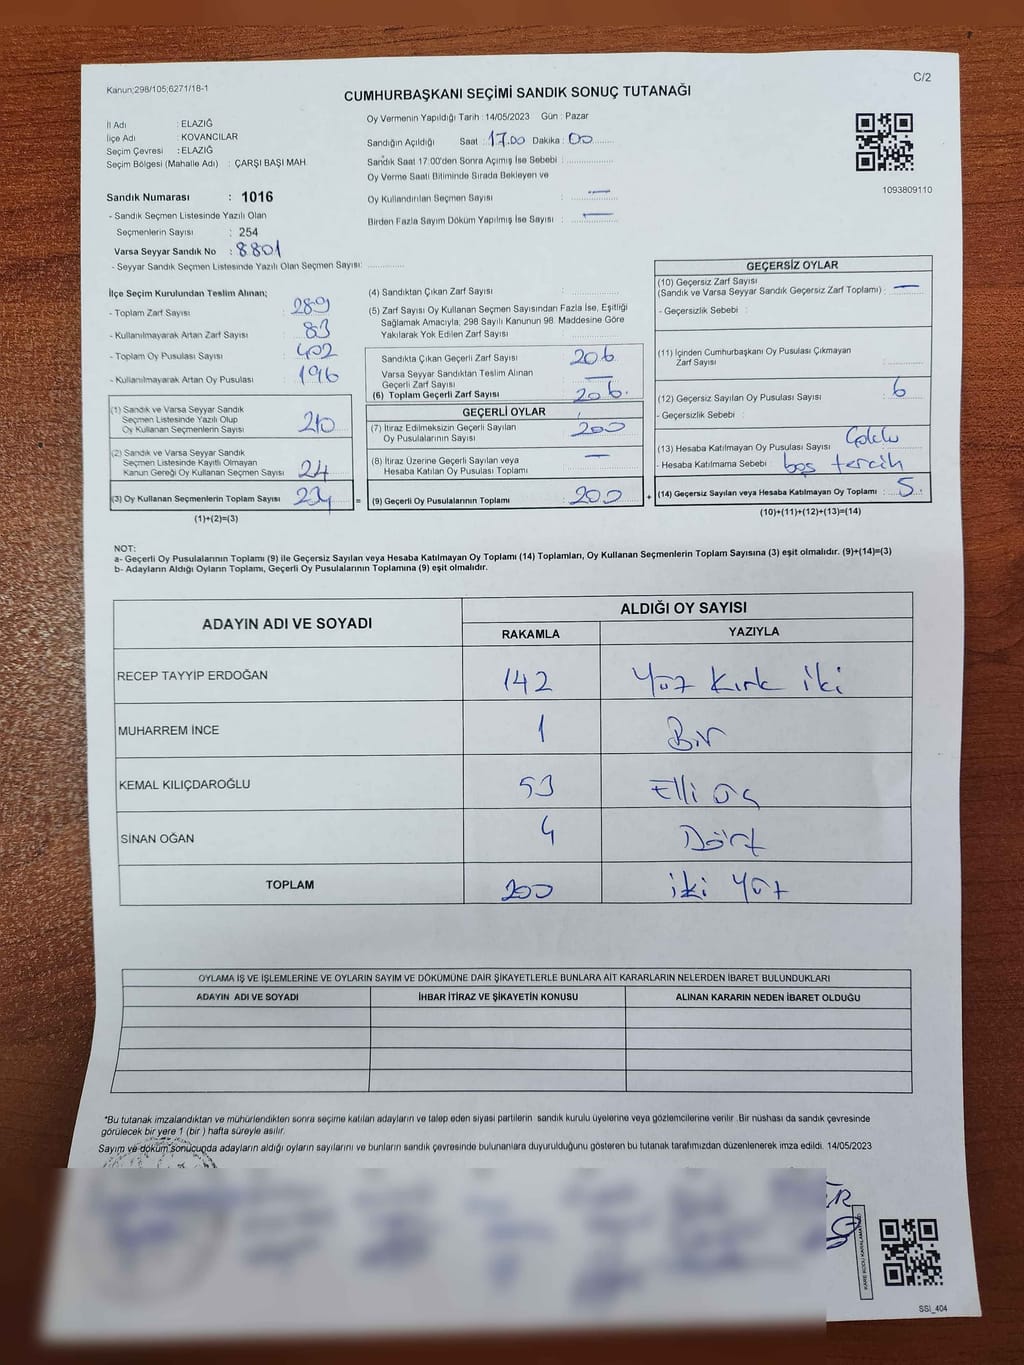 Kanun;298/105;6271/18-1
C/2
CUMHURBAŞKANI SEÇİMİ SANDIK SONUÇ TUTANAĞI
İl Adı : ELAZIĞ
İlçe Adı : KOVANCILAR
Seçim Çevresi : ELAZIĞ
Seçim Bölgesi (Mahalle Adı) : ÇARŞI BAŞI MAH.
Sandık Numarası : 1016
- Sandık Seçmen Listesinde Yazılı Olan
Seçmenlerin Sayısı : 254
Varsa Seyyar Sandık No : 8801
- Seyyar Sandık Seçmen Listesinde Yazılı Olan Seçmen Sayısı:
Oy Vermenin Yapıldığı Tarih : 14/05/2023 Gün : Pazar
Sandığın Açıldığı Saat : 17.00 Dakika : 00
Sandık Saat 17:00'den Sonra Açımış İse Sebebi :
Oy Verme Saati Bitiminde Sırada Bekleyen ve
Oy Kullandırılan Seçmen Sayısı : —
Birden Fazla Sayım Döküm Yapılmış İse Sayısı : —
1093809110
İlçe Seçim Kurulundan Teslim Alınan;
- Toplam Zarf Sayısı : 289
- Kullanılmayarak Artan Zarf Sayısı : 83
- Toplam Oy Pusulası Sayısı : 402
- Kullanılmayarak Artan Oy Pusulası : 196
(1) Sandık ve Varsa Seyyar Sandık
Seçmen Listesinde Yazılı Olup
Oy Kullanan Seçmenlerin Sayısı : 210
(2) Sandık ve Varsa Seyyar Sandık
Seçmen Listesinde Kayıtlı Olmayan
Kanun Gereği Oy Kullanan Seçmen Sayısı : 24
(3) Oy Kullanan Seçmenlerin Toplam Sayısı : 234
(1)+(2)=(3)
=
(4) Sandıktan Çıkan Zarf Sayısı :
(5) Zarf Sayısı Oy Kullanan Seçmen Sayısından Fazla İse, Eşitliği
Sağlamak Amacıyla; 298 Sayılı Kanunun 98. Maddesine Göre
Yakılarak Yok Edilen Zarf Sayısı :
Sandıkta Çıkan Geçerli Zarf Sayısı : 206
Varsa Seyyar Sandıktan Teslim Alınan
Geçerli Zarf Sayısı : —
(6) Toplam Geçerli Zarf Sayısı : 206
GEÇERLİ OYLAR
(7) İtiraz Edilmeksizin Geçerli Sayılan
Oy Pusulalarının Sayısı : 200
(8) İtiraz Üzerine Geçerli Sayılan veya
Hesaba Katılan Oy Pusulası Toplamı : —
(9) Geçerli Oy Pusulalarının Toplamı : 200
+
GEÇERSİZ OYLAR
(10) Geçersiz Zarf Sayısı
(Sandık ve Varsa Seyyar Sandık Geçersiz Zarf Toplamı) : —
- Geçersizlik Sebebi :
(11) İçinden Cumhurbaşkanı Oy Pusulası Çıkmayan
Zarf Sayısı :
(12) Geçersiz Sayılan Oy Pusulası Sayısı : 6
- Geçersizlik Sebebi :
(13) Hesaba Katılmayan Oy Pusulası Sayısı :
- Hesaba Katılmama Sebebi : boş tercih
(14) Geçersiz Sayılan veya Hesaba Katılmayan Oy Toplamı : 5
(10)+(11)+(12)+(13)=(14)
NOT:
a- Geçerli Oy Pusulalarının Toplamı (9) ile Geçersiz Sayılan veya Hesaba Katılmayan Oy Toplamı (14) Toplamları, Oy Kullanan Seçmenlerin Toplam Sayısına (3) eşit olmalıdır. (9)+(14)=(3)
b- Adayların Aldığı Oyların Toplamı, Geçerli Oy Pusulalarının Toplamına (9) eşit olmalıdır.
ADAYIN ADI VE SOYADI ALDIĞI OY SAYISI
RAKAMLA YAZIYLA
RECEP TAYYİP ERDOĞAN 142 Yüz Kırk iki
MUHARREM İNCE 1 Bir
KEMAL KILIÇDAROĞLU 53 Elli üç
SİNAN OĞAN 4 Dört
TOPLAM 200 iki Yüz
OYLAMA İŞ VE İŞLEMLERİNE VE OYLARIN SAYIM VE DÖKÜMÜNE DAİR ŞİKAYETLERLE BUNLARA AİT KARARLARIN NELERDEN İBARET BULUNDUKLARI
ADAYIN ADI VE SOYADI İHBAR İTİRAZ VE ŞİKAYETİN KONUSU ALINAN KARARIN NEDEN İBARET OLDUĞU
*Bu tutanak imzalandıktan ve mühürlendikten sonra seçime katılan adayların ve talep eden siyasi partilerin sandık kurulu üyelerine veya gözlemcilerine verilir. Bir nüshası da sandık çevresinde
görülecek bir yere 1 (bir ) hafta süreyle asılır.
Sayım ve döküm sonucunda adayların aldığı oyların sayılarını ve bunların sandık çevresinde bulunanlara duyurulduğunu gösteren bu tutanak tarafımızdan düzenlenerek imza edildi. 14/05/2023
SSİ_404